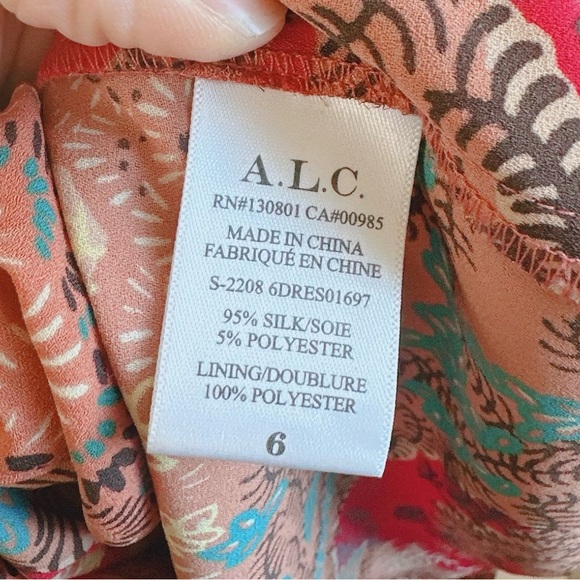 A.L.C.
RN#130801 CA#00985
MADE IN CHINA
FABRIQUÉ EN CHINE
S-2208 6DRES01697
95% SILK/SOIE
5% POLYESTER
LINING/DOUBLURE
100% POLYESTER
6